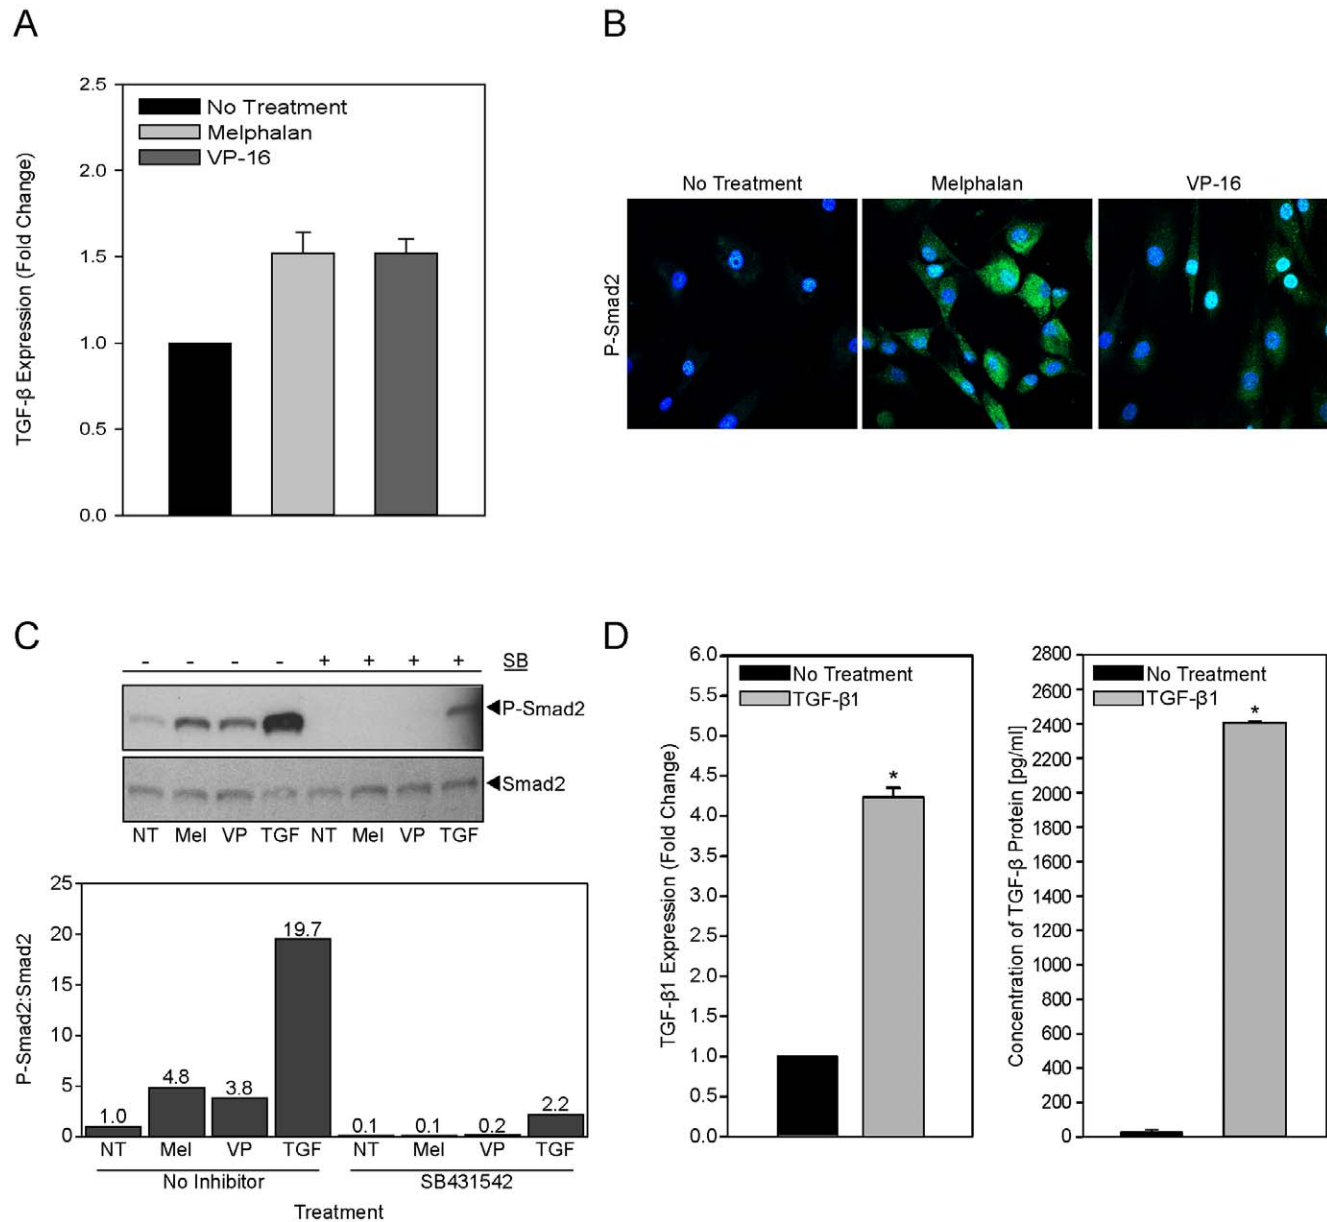 A
2.5
2.0
1.5
1.0
0.5
0.0
TGF-β Expression (Fold Change)
No Treatment
Melphalan
VP-16
B
No Treatment Melphalan VP-16
P-Smad2
C
- - - - + + + + SB
P-Smad2
Smad2
NT Mel VP TGF NT Mel VP TGF
25
20
15
10
5
0
P-Smad2:Smad2
1.0 4.8 3.8 19.7 0.1 0.1 0.2 2.2
NT Mel VP TGF NT Mel VP TGF
No Inhibitor SB431542
Treatment
D
6.0
5.5
5.0
4.5
4.0
3.5
3.0
2.5
2.0
1.5
1.0
0.5
0.0
TGF-β1 Expression (Fold Change)
No Treatment
TGF-β1
*
2800
2600
2400
2200
2000
1800
1600
1400
1200
1000
800
600
400
200
0
Concentration of TGF-β Protein [pg/ml]
No Treatment
TGF-β1
*